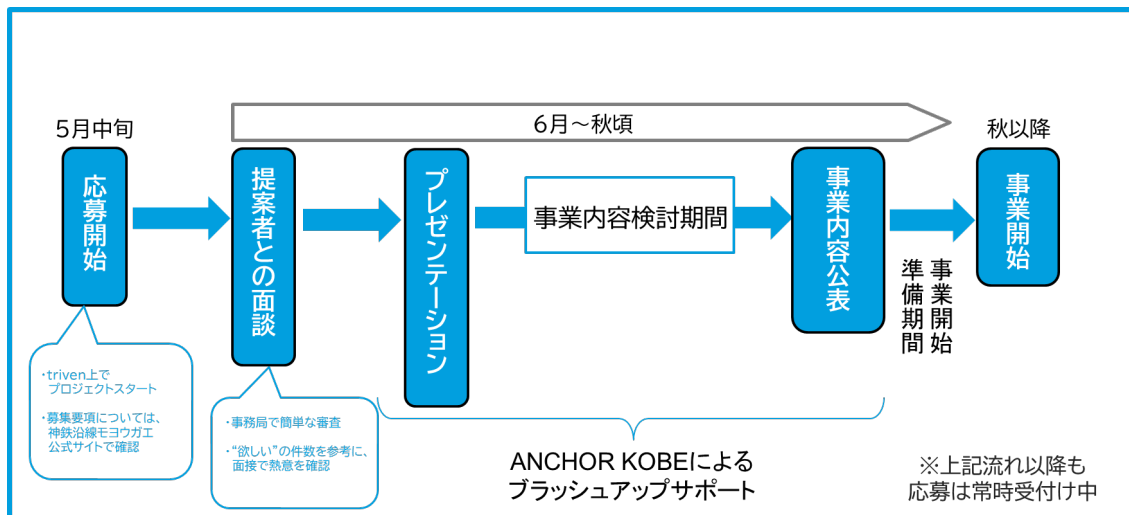 5月中旬
応募開始
・triven上で
プロジェクトスタート
・募集要項については、
神鉄沿線モヨウガエ
公式サイトで確認
6月～秋頃
提案者との面談
・事務局で簡単な審査
・“欲しい”の件数を参考に、
面接で熱意を確認
プレゼンテーション
事業内容検討期間
事業内容公表
ANCHOR KOBEによる
ブラッシュアップサポート
事業開始
準備期間
秋以降
事業開始
※上記流れ以降も
応募は常時受付け中